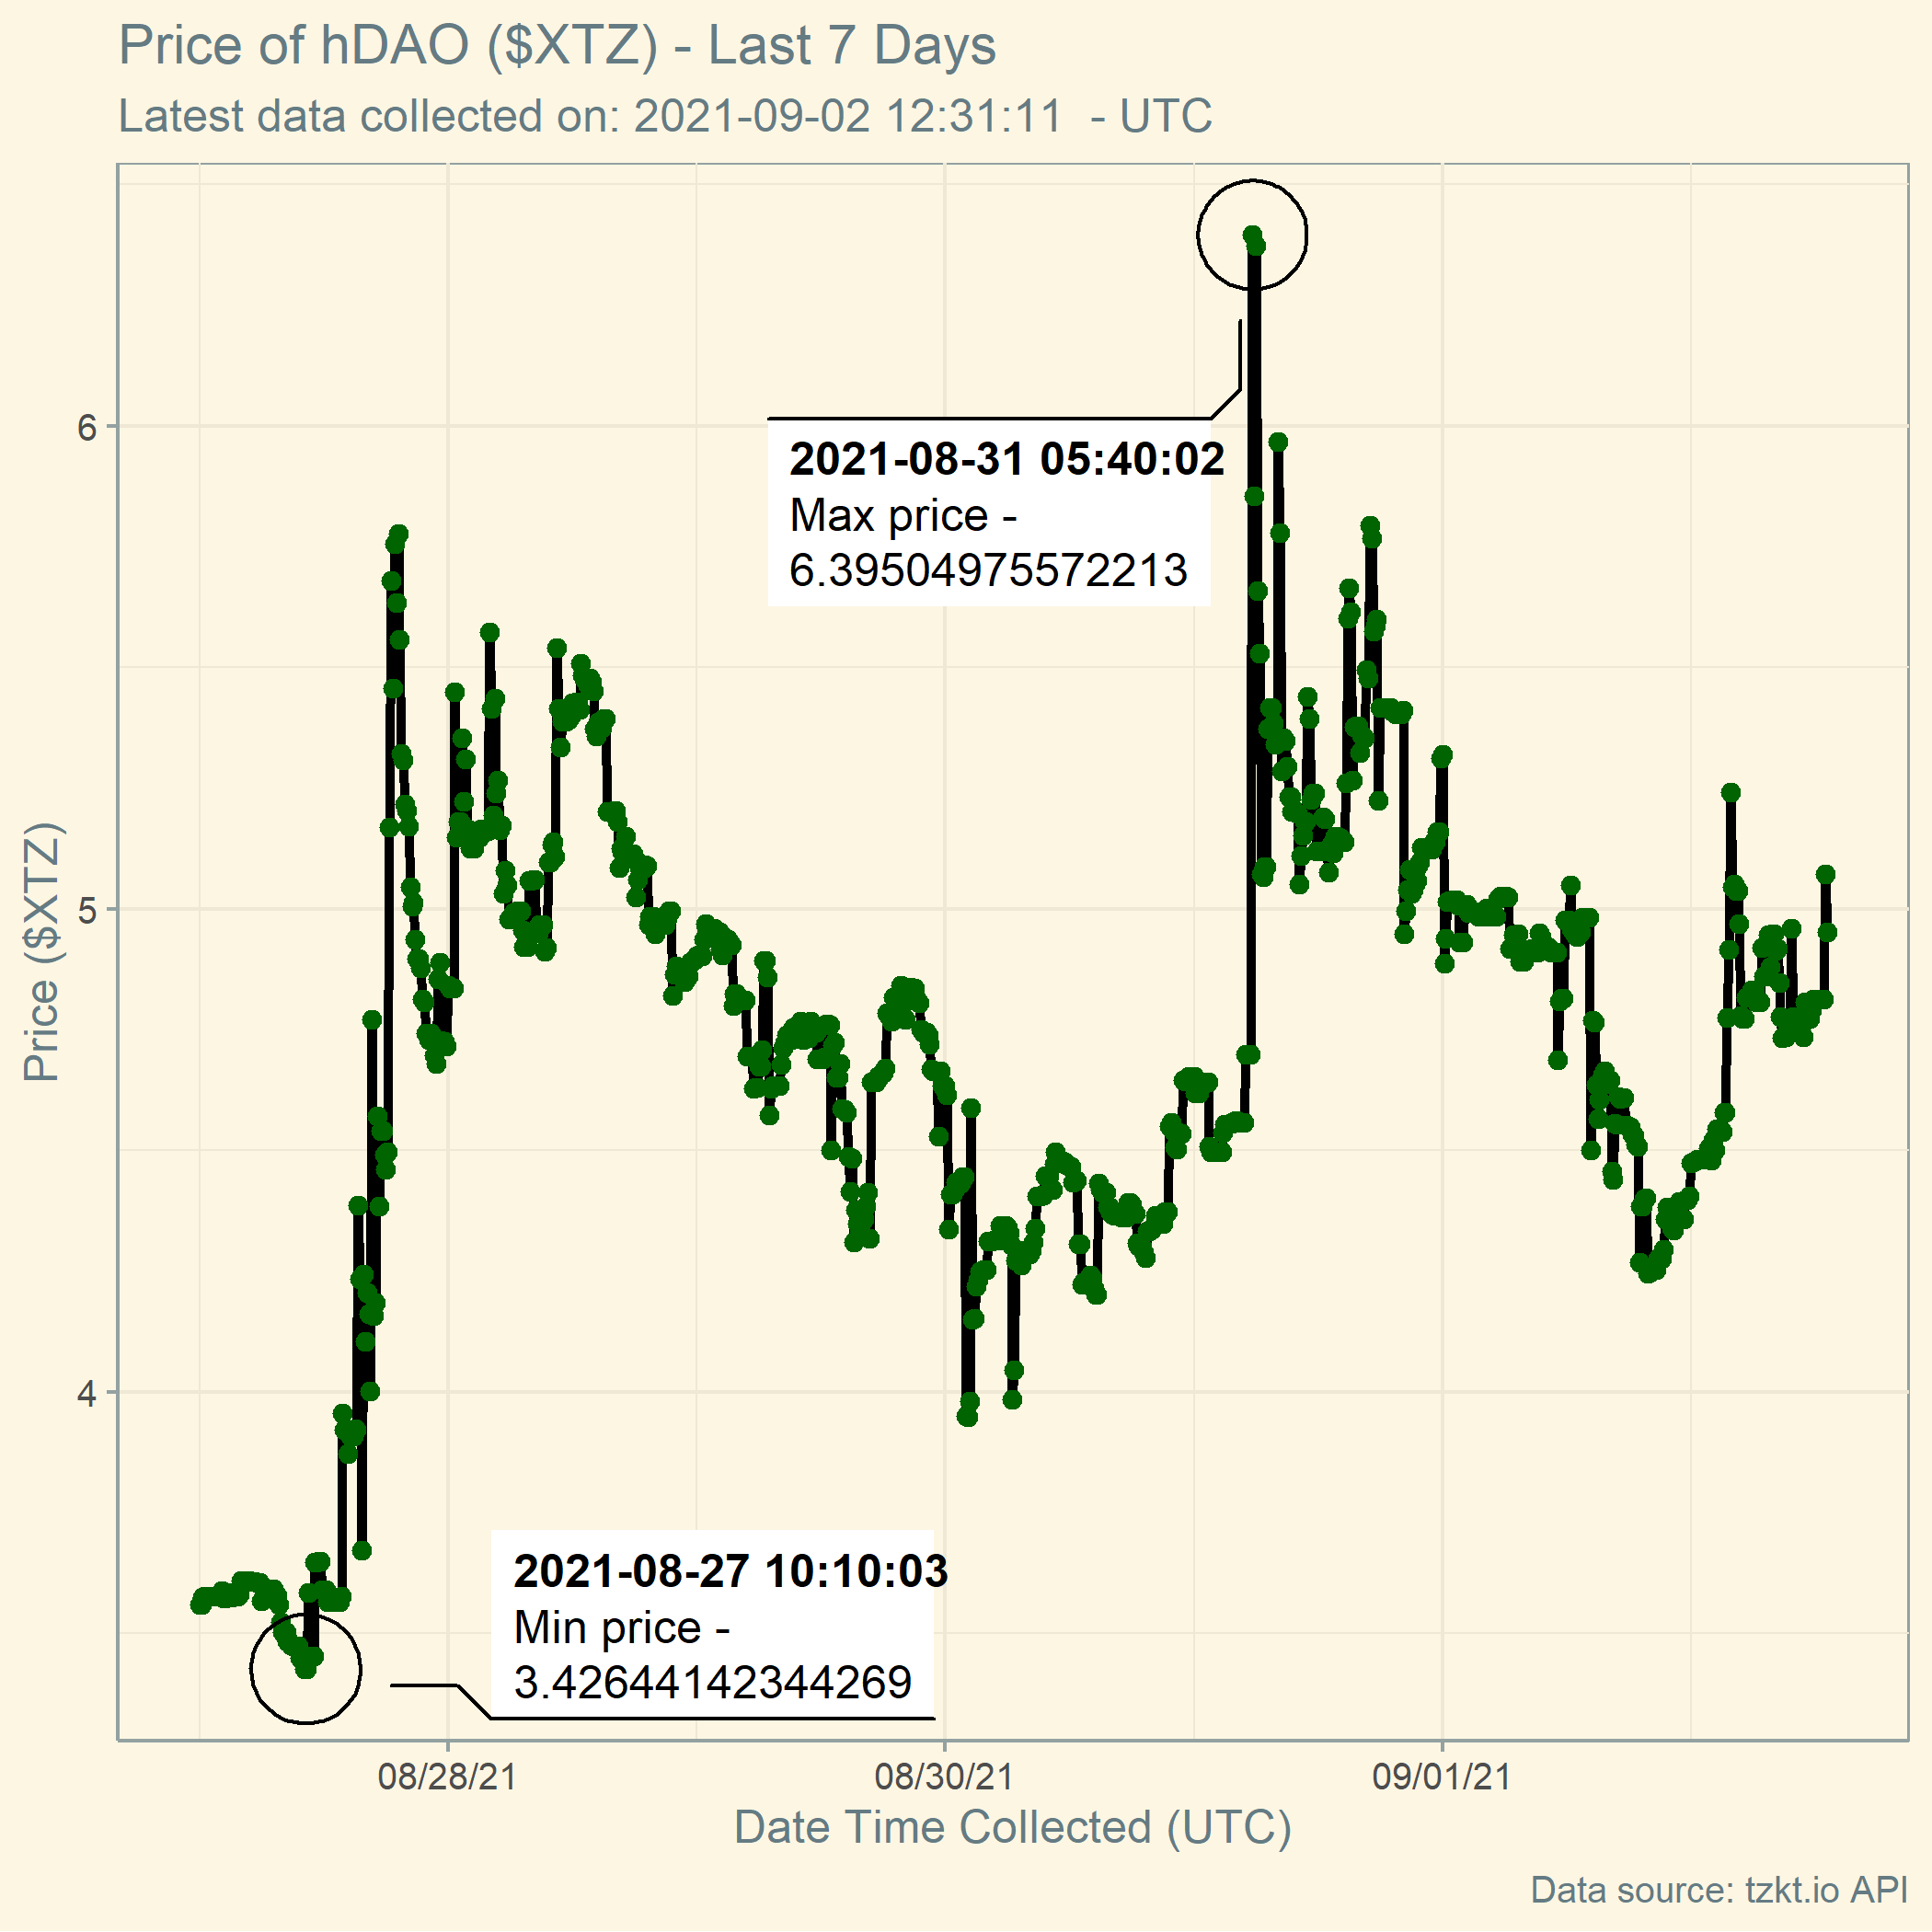 Price of hDAO ($XTZ) - Last 7 Days
Latest data collected on: 2021-09-02 12:31:11  - UTC
Price ($XTZ)
6
5
4
2021-08-31 05:40:02
Max price -
6.39504975572213
2021-08-27 10:10:03
Min price -
3.42644142344269
08/28/21
08/30/21
09/01/21
Date Time Collected (UTC)
Data source: tzkt.io API